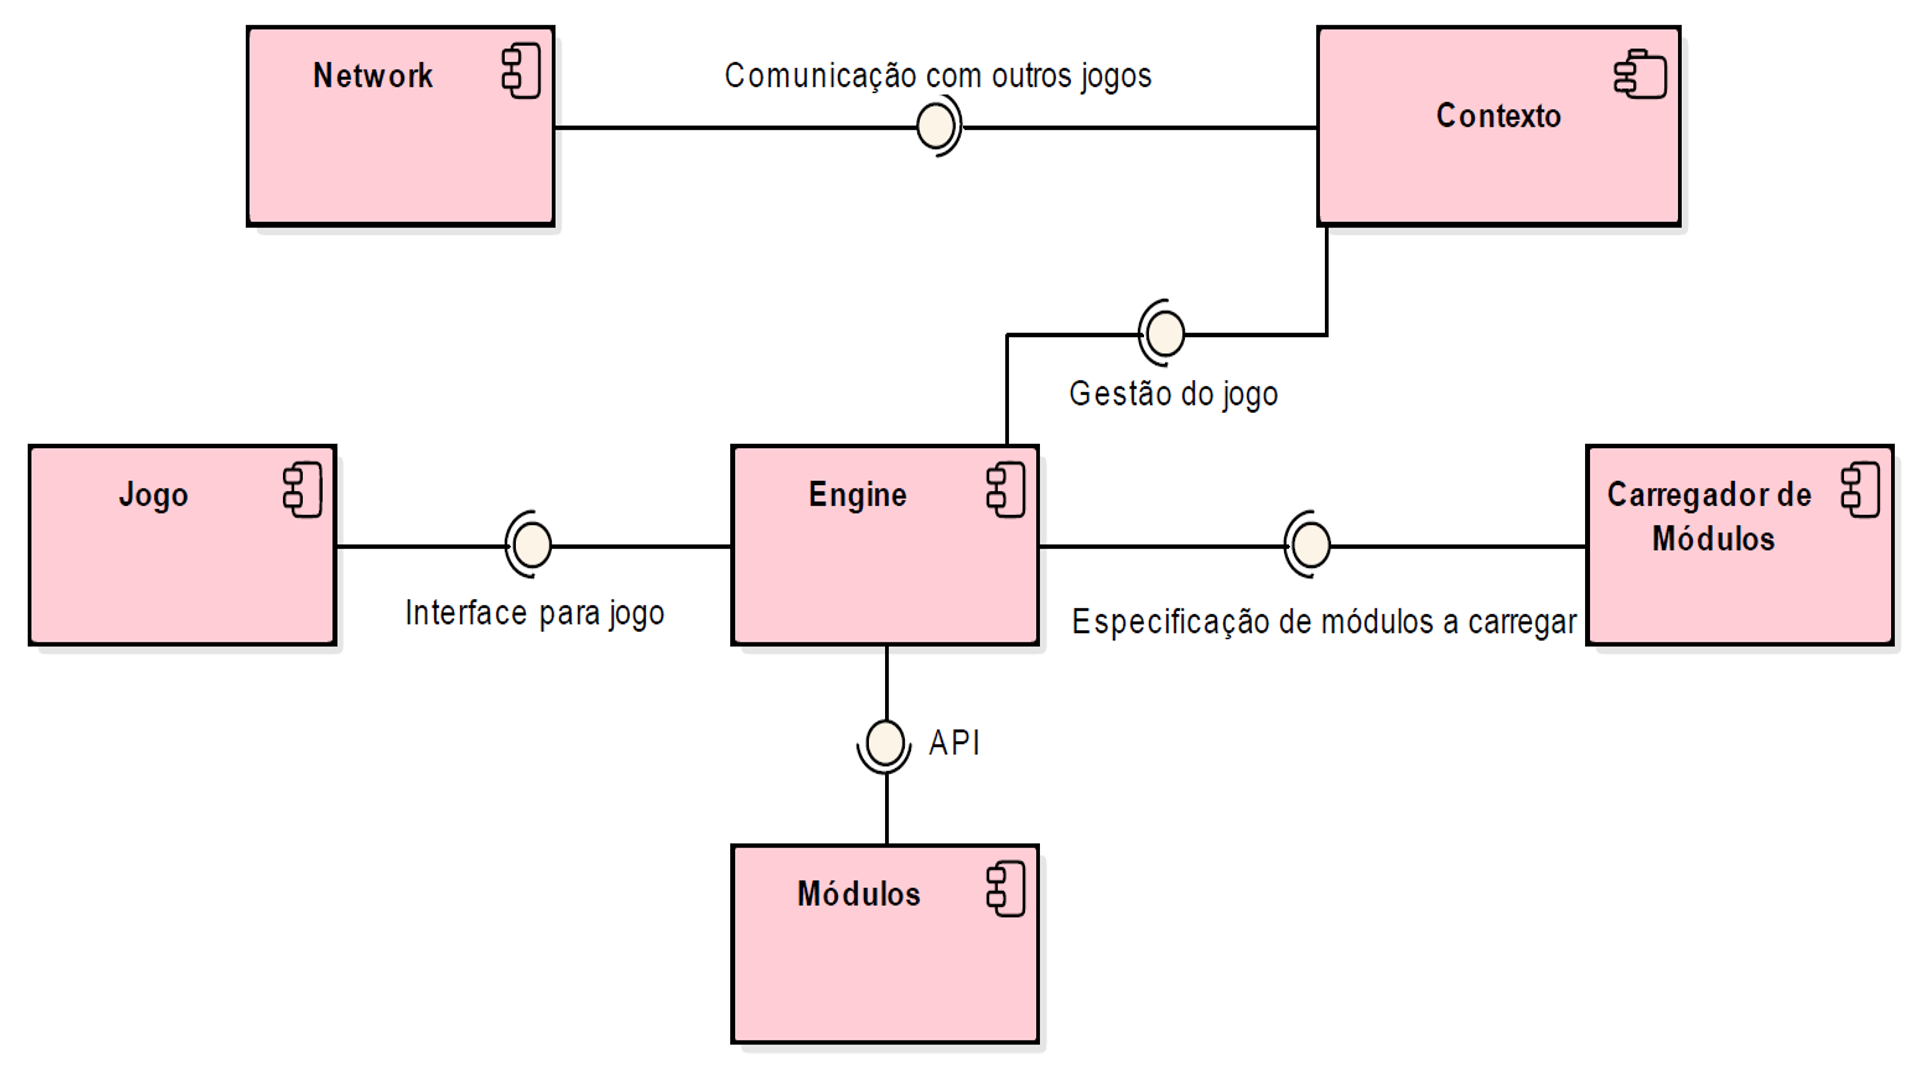 Network
Comunicação com outros jogos
Contexto
Gestão do jogo
Jogo
Engine
Carregador de
Módulos
Interface para jogo
Especificação de módulos a carregar
API
Módulos